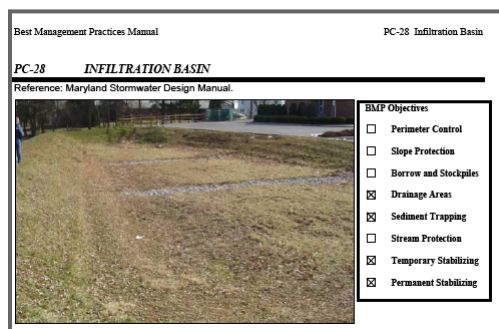 Best Management Practices Manual PC-28 Infiltration Basin
PC-28 INFILTRATION BASIN
Reference: Maryland Stormwater Design Manual.
BMP Objectives
☐ Perimeter Control
☐ Slope Protection
☐ Borrow and Stockpiles
☒ Drainage Areas
☒ Sediment Trapping
☐ Stream Protection
☒ Temporary Stabilizing
☒ Permanent Stabilizing